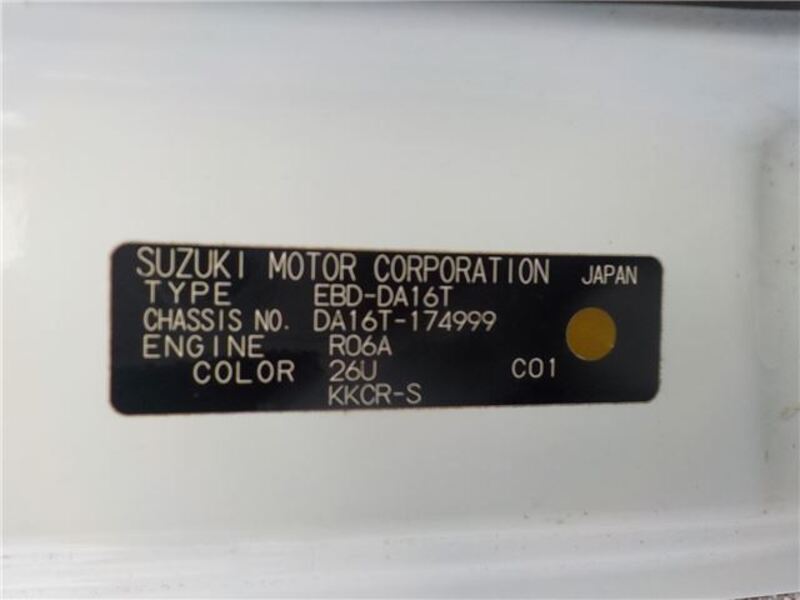 SUZUKI MOTOR CORPORATION JAPAN
TYPE EBD-DA16T
CHASSIS NO. DA16T-174999
ENGINE R06A
COLOR 26U C01
KKCR-S